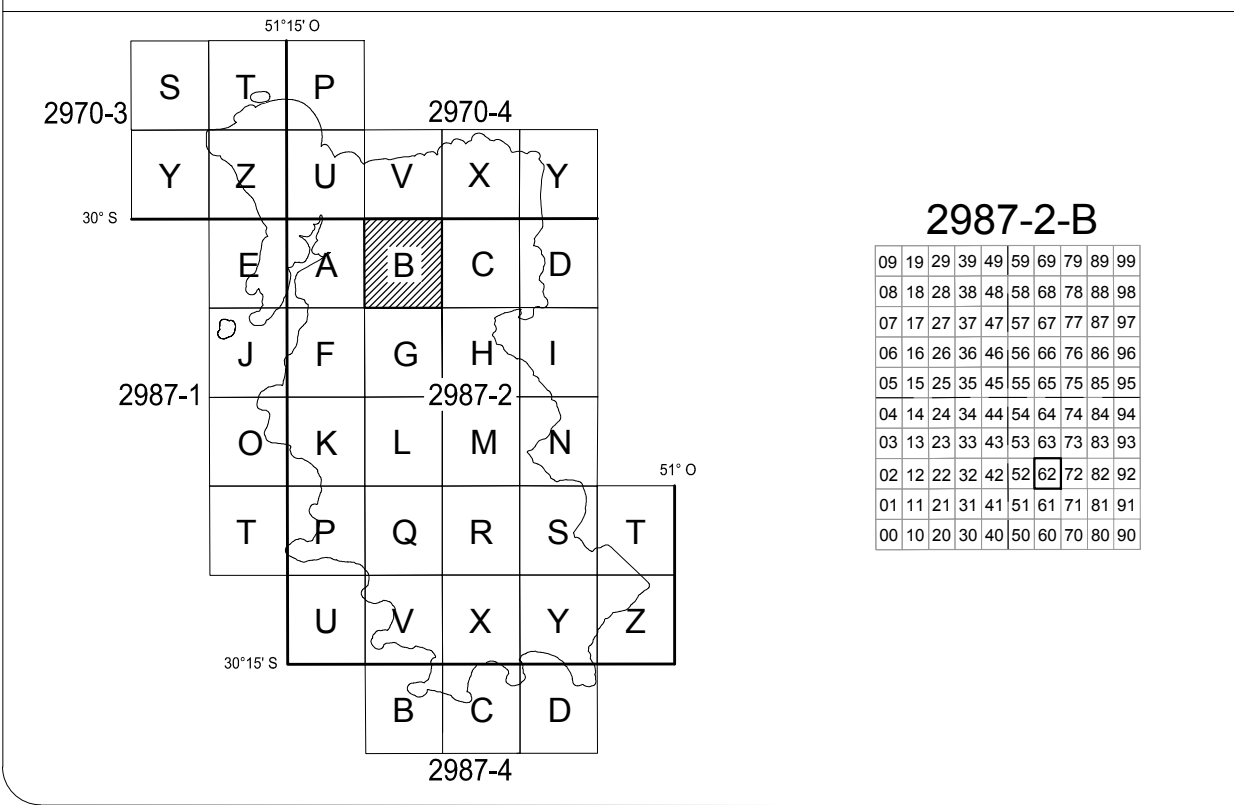 51°15' O
S T P
2970-3 2970-4
Y Z U V X Y
30° S
E A B C D
J F G H I
2987-1 2987-2
O K L M N
51° O
T P Q R S T
U V X Y Z
30°15' S
B C D
2987-4
2987-2-B
09 19 29 39 49 59 69 79 89 99
08 18 28 38 48 58 68 78 88 98
07 17 27 37 47 57 67 77 87 97
06 16 26 36 46 56 66 76 86 96
05 15 25 35 45 55 65 75 85 95
04 14 24 34 44 54 64 74 84 94
03 13 23 33 43 53 63 73 83 93
02 12 22 32 42 52 62 72 82 92
01 11 21 31 41 51 61 71 81 91
00 10 20 30 40 50 60 70 80 90